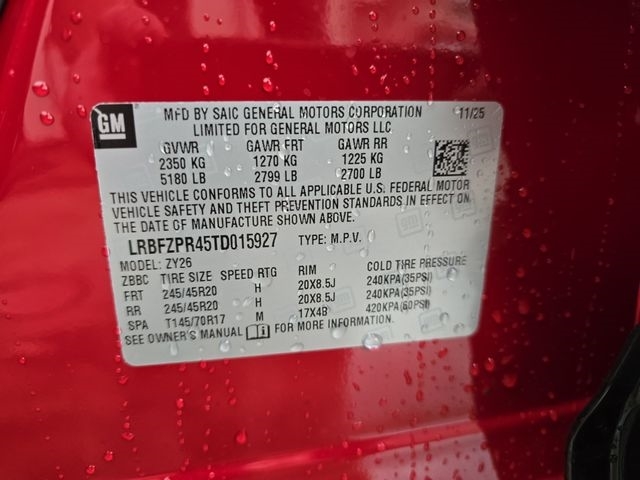 GM
MFD BY SAIC GENERAL MOTORS CORPORATION 11/25
LIMITED FOR GENERAL MOTORS LLC.
GVWR GAWR FRT GAWR RR
2350 KG 1270 KG 1225 KG
5180 LB 2799 LB 2700 LB
THIS VEHICLE CONFORMS TO ALL APPLICABLE U.S. FEDERAL MOTOR
VEHICLE SAFETY AND THEFT PREVENTION STANDARDS IN EFFECT ON
THE DATE OF MANUFACTURE SHOWN ABOVE.
LRBFZPR45TD015927 TYPE: M.P.V.
MODEL: ZY26
ZBBC TIRE SIZE SPEED RTG RIM COLD TIRE PRESSURE
FRT 245/45R20 H 20X8.5J 240KPA(35PSI)
RR 245/45R20 H 20X8.5J 240KPA(35PSI)
SPA T145/70R17 M 17X4B 420KPA(60PSI)
SEE OWNER'S MANUAL FOR MORE INFORMATION.